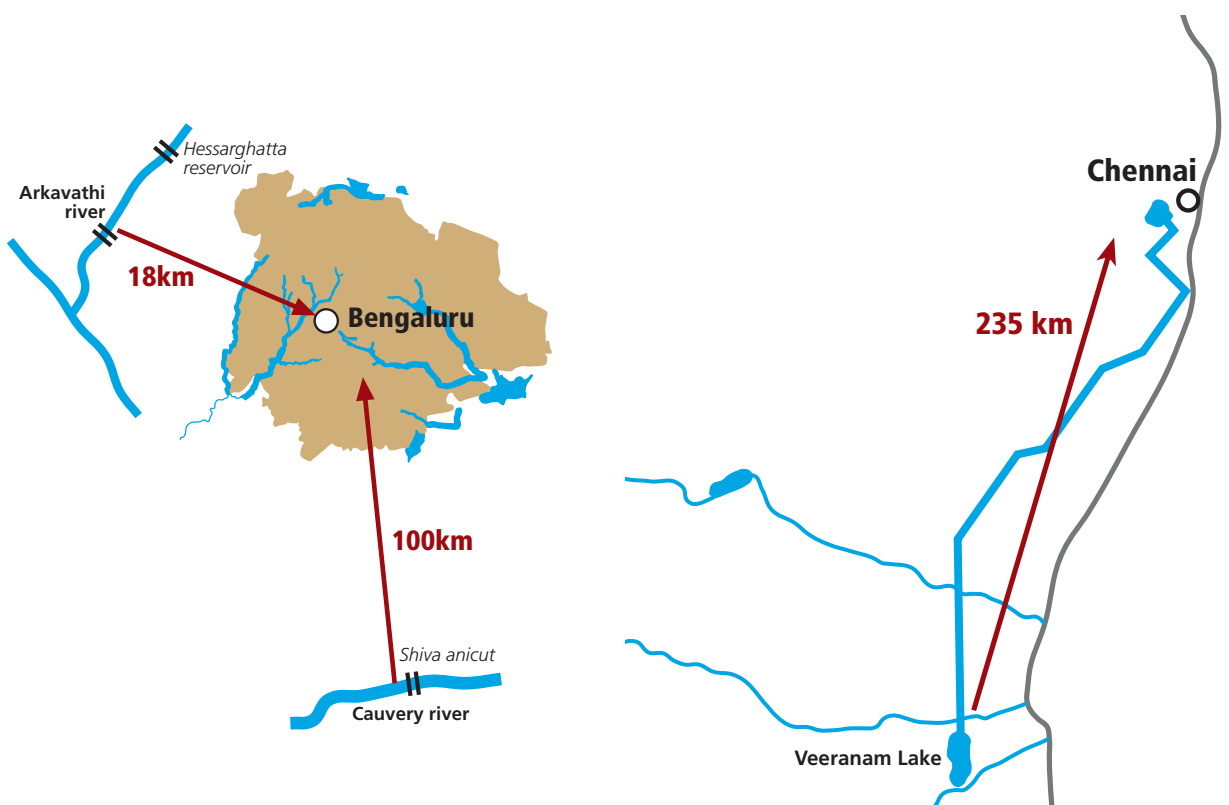 Hessarghatta
reservoir
Arkavathi
river
18km
Bengaluru
100km
Shiva anicut
Cauvery river
Chennai
235 km
Veeranam Lake